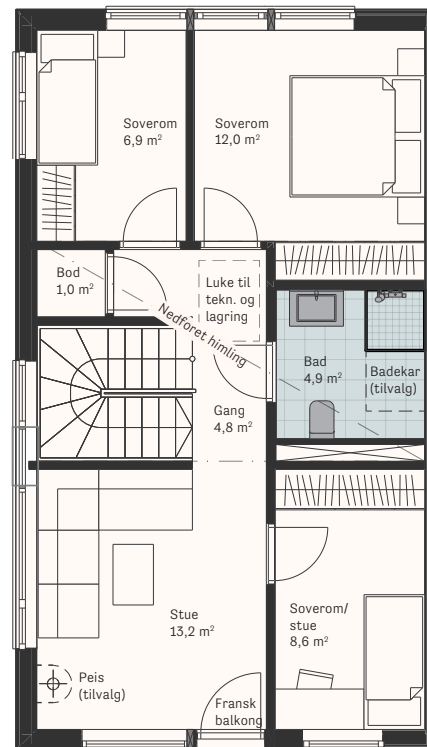 Soverom
6,9 m²
Soverom
12,0 m²
Bod
1,0 m²
Luke til
tekn. og
lagring
Nedforet himling
Bad
4,9 m²
Badekar
(tilvalg)
Gang
4,8 m²
Stue
13,2 m²
Soverom/
stue
8,6 m²
Peis
(tilvalg)
Fransk
balkong